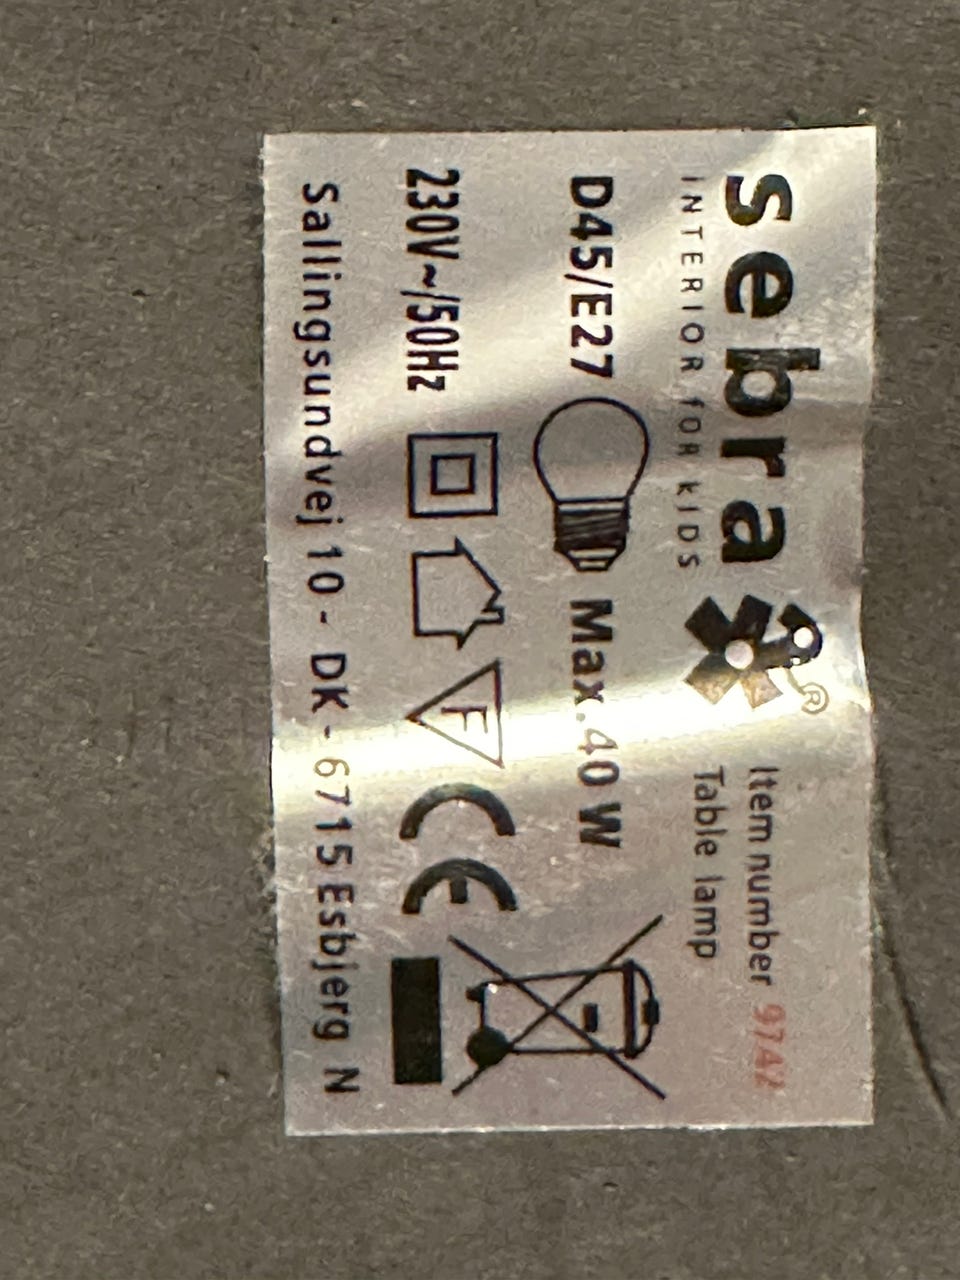 sebra ®
INTERIOR fOR KIDS
Item number
Table lamp
D45/E27 Max.40 W
230V~/50Hz F CE
Sallingsundvej 10 - DK - 6715 Esbjerg N